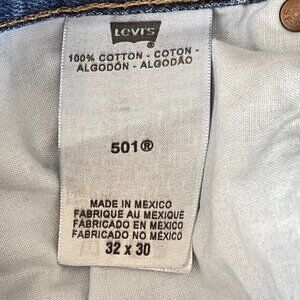 LEVI'S ®
100% COTTON - COTON -
ALGODÓN - ALGODÃO
501®
MADE IN MEXICO
FABRIQUE AU MEXIQUE
FABRICADO EN MÉXICO
FABRICADO NO MÉXICO
32 x 30